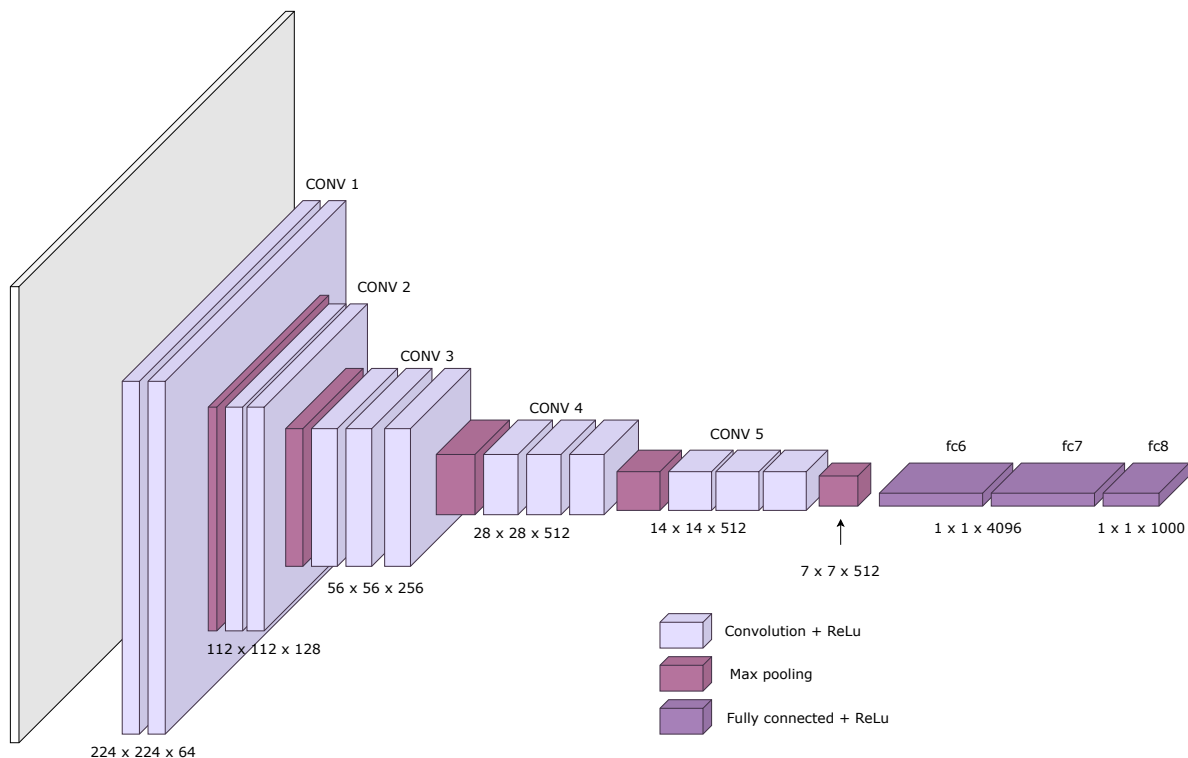 CONV 1
CONV 2
CONV 3
CONV 4
CONV 5
fc6
fc7
fc8
224 x 224 x 64
112 x 112 x 128
56 x 56 x 256
28 x 28 x 512
14 x 14 x 512
7 x 7 x 512
1 x 1 x 4096
1 x 1 x 1000
Convolution + ReLu
Max pooling
Fully connected + ReLu